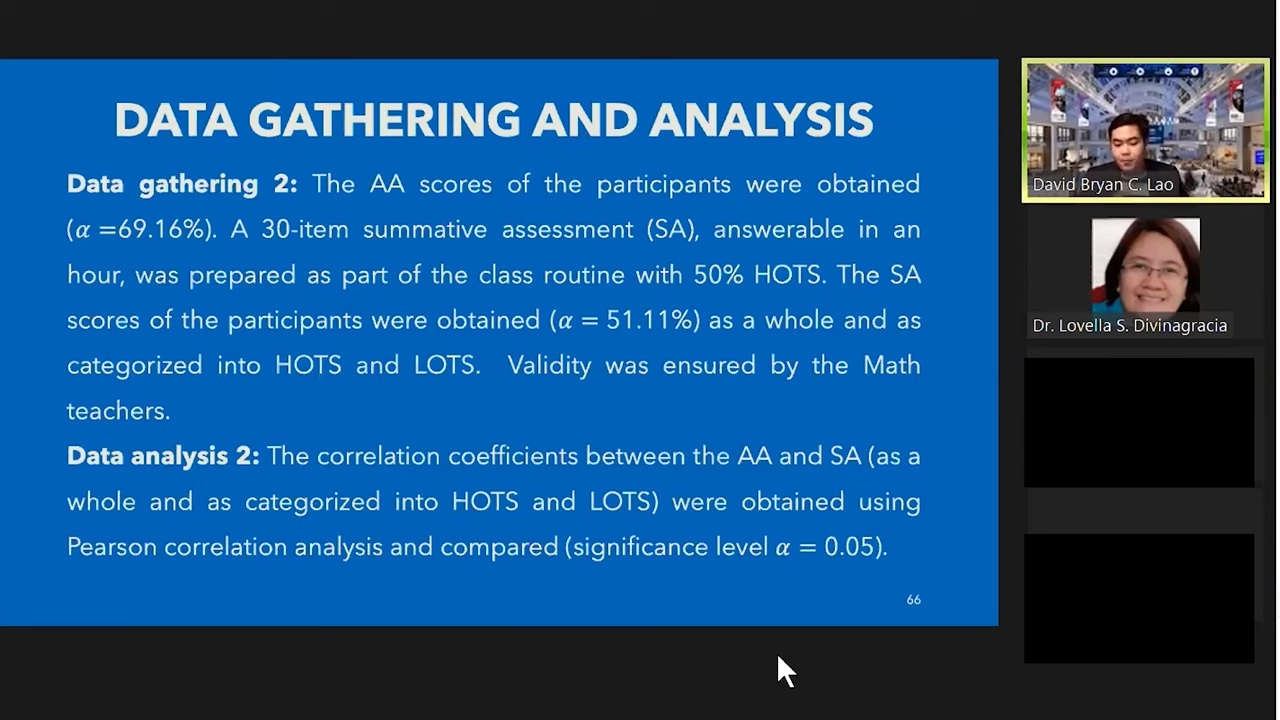 DATA GATHERING AND ANALYSIS
Data gathering 2: The AA scores of the participants were obtained
(α =69.16%). A 30-item summative assessment (SA), answerable in an
hour, was prepared as part of the class routine with 50% HOTS. The SA
scores of the participants were obtained (α = 51.11%) as a whole and as
categorized into HOTS and LOTS. Validity was ensured by the Math
teachers.
Data analysis 2: The correlation coefficients between the AA and SA (as a
whole and as categorized into HOTS and LOTS) were obtained using
Pearson correlation analysis and compared (significance level α = 0.05).
66
David Bryan C. Lao
Dr. Lovella S. Divinagracia